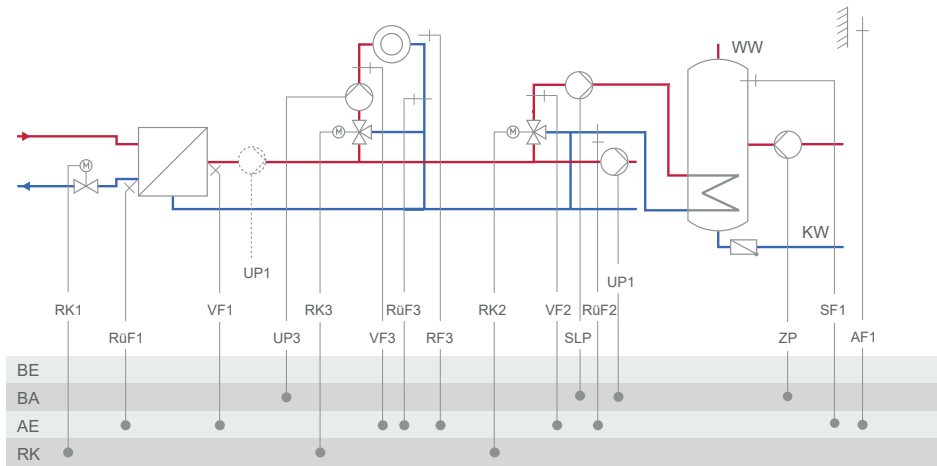 WW
M
M
M
KW
UP1
UP1
RK1
VF1
RK3
RüF3
RK2
VF2
RüF2
SF1
RüF1
UP3
VF3
RF3
SLP
ZP
AF1
BE
BA
AE
RK